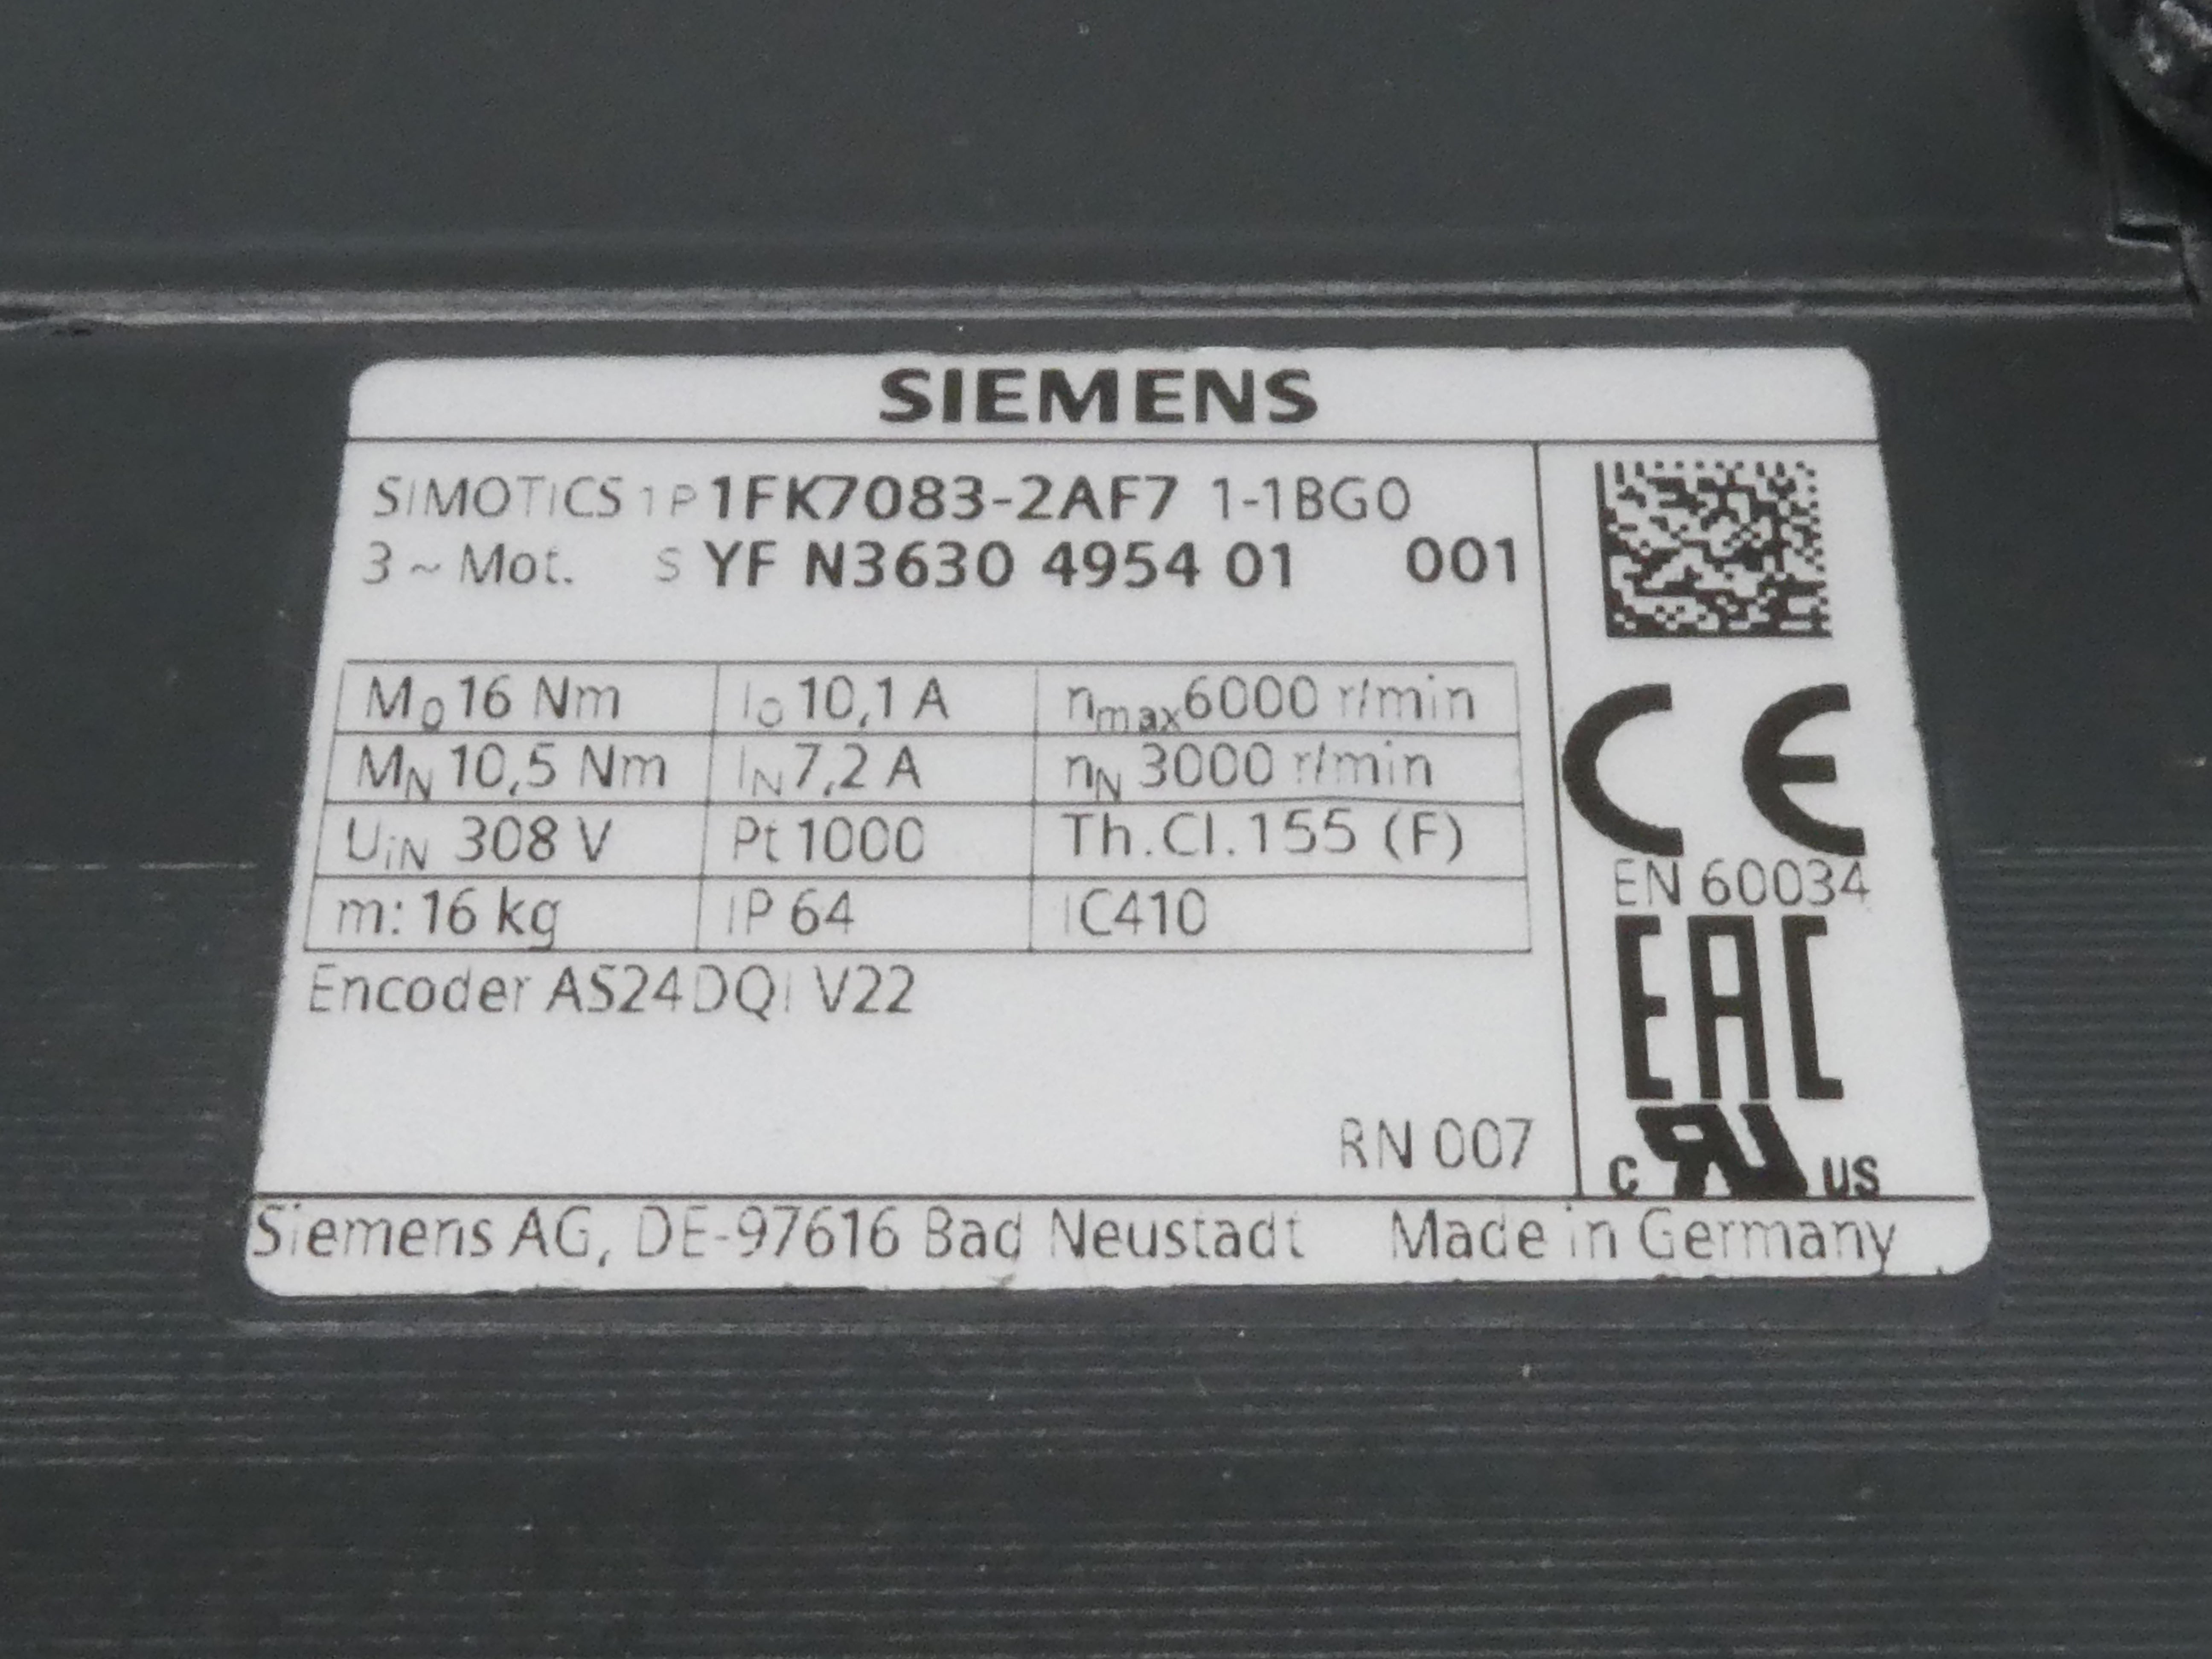 SIEMENS
SIMOTICS 1P 1FK7083-2AF7 1-1BG0
3 ~ Mot. S YF N3630 4954 01 001
M0 16 Nm I0 10,1 A nmax 6000 r/min
MN 10,5 Nm IN 7,2 A nN 3000 r/min
UiN 308 V Pt 1000 Th.Cl.155 (F)
m: 16 kg IP 64 IC410
Encoder AS24DQI V22
RN 007
CE
EN 60034
EAC
c RU US
Siemens AG, DE-97616 Bad Neustadt Made in Germany